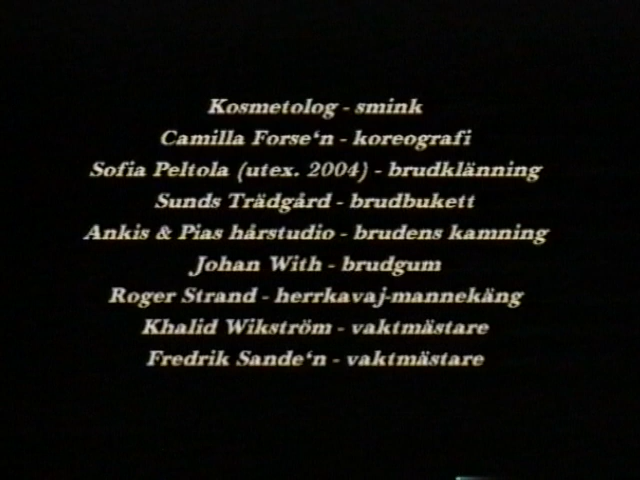 Kosmetolog - smink
Camilla Forse‘n - koreografi
Sofia Peltola (utex. 2004) - brudklänning
Sunds Trädgård - brudbukett
Ankis & Pias hårstudio - brudens kamning
Johan With - brudgum
Roger Strand - herrkavaj-mannekäng
Khalid Wikström - vaktmästare
Fredrik Sande‘n - vaktmästare